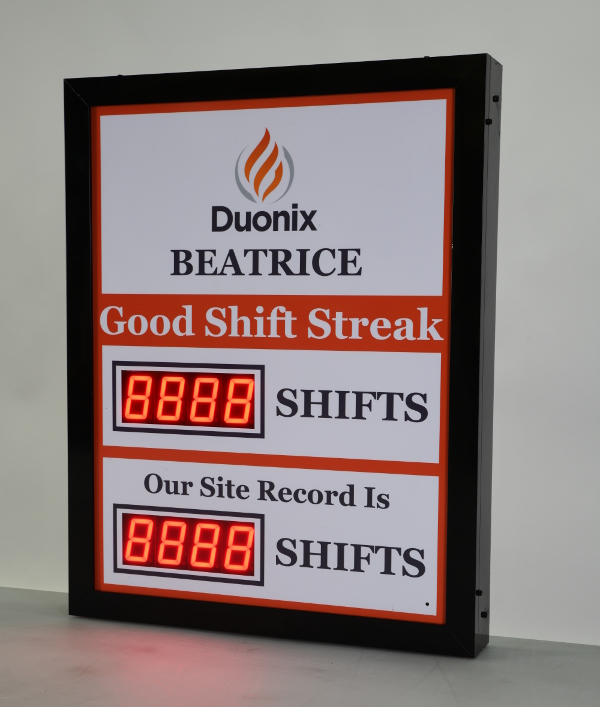 Duonix
BEATRICE
Good Shift Streak
8888 SHIFTS
Our Site Record Is
8888 SHIFTS